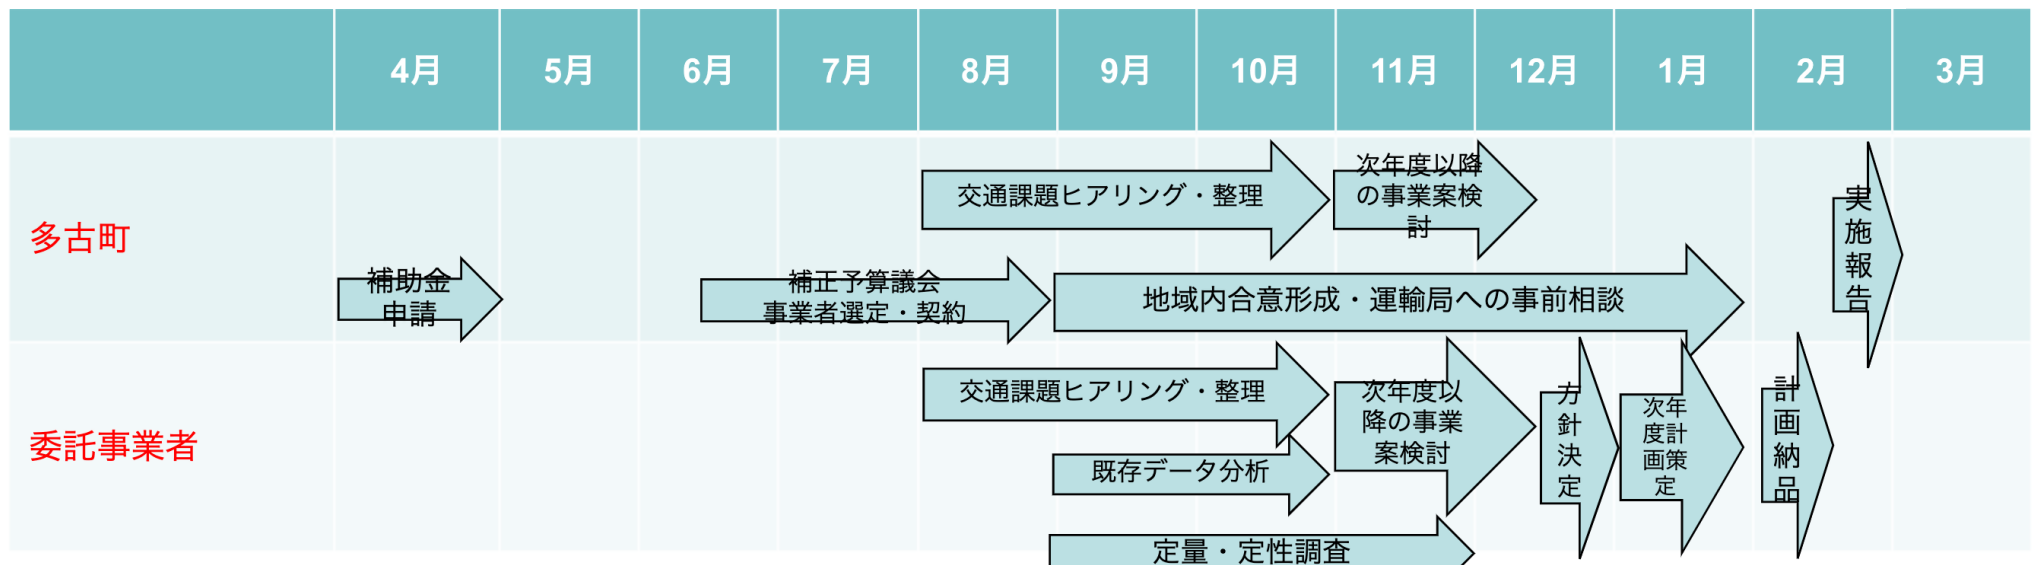 4月 5月 6月 7月 8月 9月 10月 11月 12月 1月 2月 3月
多古町
交通課題ヒアリング・整理
次年度以降
の事業案検
討
補助金
申請
補正予算議会
事業者選定・契約
地域内合意形成・運輸局への事前相談
実
施
報
告
委託事業者
交通課題ヒアリング・整理
既存データ分析
定量・定性調査
次年度以
降の事業
案検討
方
針
決
定
次年
度計
画策
定
計
画
納
品